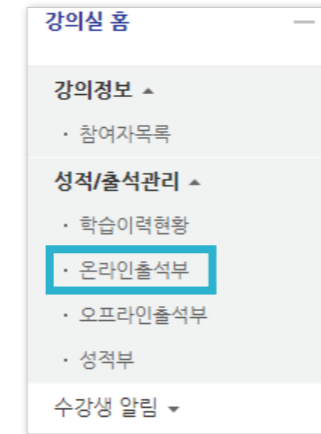 강의실 홈
강의정보 ▲
· 참여자목록
성적/출석관리 ▲
· 학습이력현황
· 온라인출석부
· 오프라인출석부
· 성적부
수강생 알림 ▼